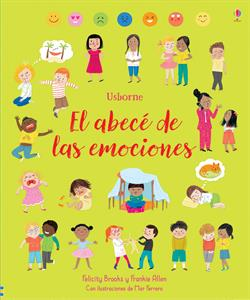 Usborne
El abecé de
las emociones
Felicity Brooks y Frankie Allen
Con ilustraciones de Mar Ferrero